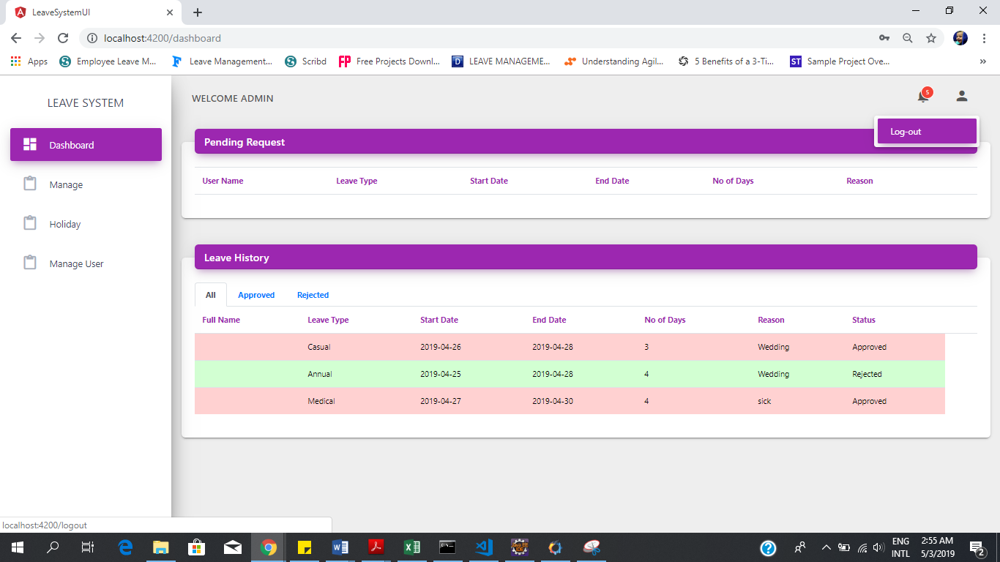 LeaveSystemUI
localhost:4200/dashboard
Apps Employee Leave M... Leave Management... Scribd Free Projects Downl... LEAVE MANAGEME... Understanding Agil... 5 Benefits of a 3-Ti... ST Sample Project Ove... »
LEAVE SYSTEM
WELCOME ADMIN
5
Log-out
Dashboard
Manage
Holiday
Manage User
Pending Request
User Name Leave Type Start Date End Date No of Days Reason
Leave History
All Approved Rejected
Full Name Leave Type Start Date End Date No of Days Reason Status
Casual 2019-04-26 2019-04-28 3 Wedding Approved
Annual 2019-04-25 2019-04-28 4 Wedding Rejected
Medical 2019-04-27 2019-04-30 4 sick Approved
localhost:4200/logout
ENG
INTL
2:55 AM
5/3/2019
2